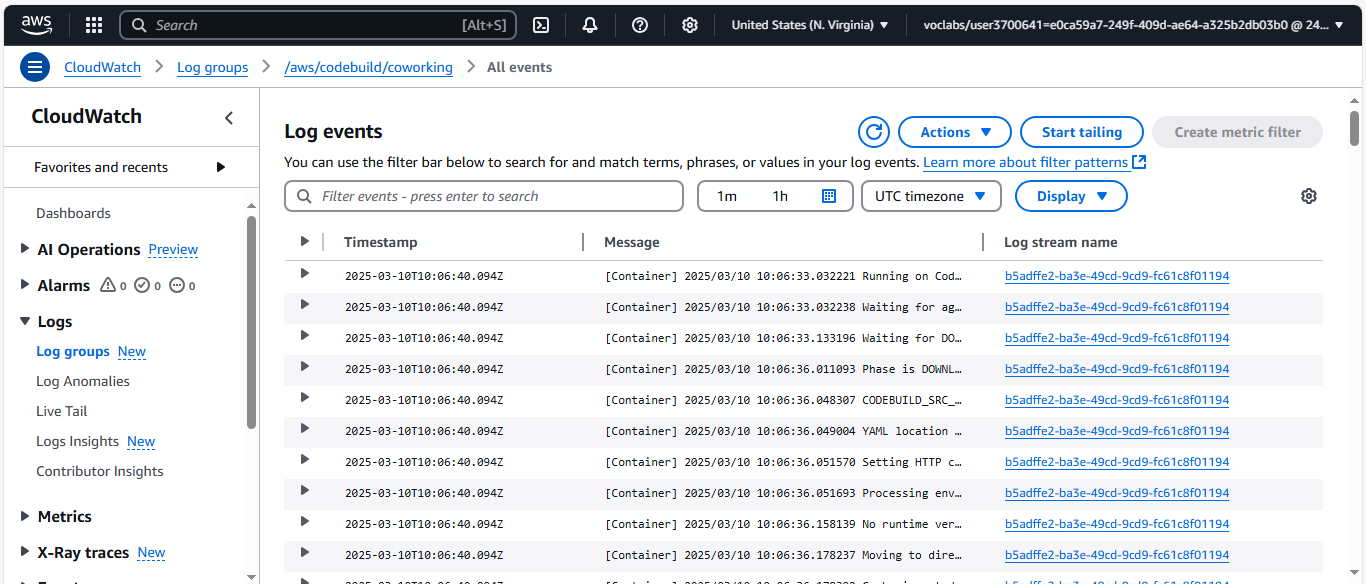 aws Search [Alt+S] United States (N. Virginia) voclabs/user3700641=e0ca59a7-249f-409d-ae64-a325b2db03b0 @ 24...
CloudWatch Log groups /aws/codebuild/coworking All events
CloudWatch
Favorites and recents
Dashboards
AI Operations Preview
Alarms 0 0 0
Logs
Log groups New
Log Anomalies
Live Tail
Logs Insights New
Contributor Insights
Metrics
X-Ray traces New
Log events
Actions Start tailing Create metric filter
You can use the filter bar below to search for and match terms, phrases, or values in your log events. Learn more about filter patterns
Filter events - press enter to search 1m 1h UTC timezone Display
Timestamp Message Log stream name
2025-03-10T10:06:40.094Z [Container] 2025/03/10 10:06:33.032221 Running on Cod… b5adffe2-ba3e-49cd-9cd9-fc61c8f01194
2025-03-10T10:06:40.094Z [Container] 2025/03/10 10:06:33.032238 Waiting for ag… b5adffe2-ba3e-49cd-9cd9-fc61c8f01194
2025-03-10T10:06:40.094Z [Container] 2025/03/10 10:06:33.133196 Waiting for DO… b5adffe2-ba3e-49cd-9cd9-fc61c8f01194
2025-03-10T10:06:40.094Z [Container] 2025/03/10 10:06:36.011093 Phase is DOWNL… b5adffe2-ba3e-49cd-9cd9-fc61c8f01194
2025-03-10T10:06:40.094Z [Container] 2025/03/10 10:06:36.048307 CODEBUILD_SRC_… b5adffe2-ba3e-49cd-9cd9-fc61c8f01194
2025-03-10T10:06:40.094Z [Container] 2025/03/10 10:06:36.049004 YAML location … b5adffe2-ba3e-49cd-9cd9-fc61c8f01194
2025-03-10T10:06:40.094Z [Container] 2025/03/10 10:06:36.051570 Setting HTTP c… b5adffe2-ba3e-49cd-9cd9-fc61c8f01194
2025-03-10T10:06:40.094Z [Container] 2025/03/10 10:06:36.051693 Processing env… b5adffe2-ba3e-49cd-9cd9-fc61c8f01194
2025-03-10T10:06:40.094Z [Container] 2025/03/10 10:06:36.158139 No runtime ver… b5adffe2-ba3e-49cd-9cd9-fc61c8f01194
2025-03-10T10:06:40.094Z [Container] 2025/03/10 10:06:36.178237 Moving to dire… b5adffe2-ba3e-49cd-9cd9-fc61c8f01194